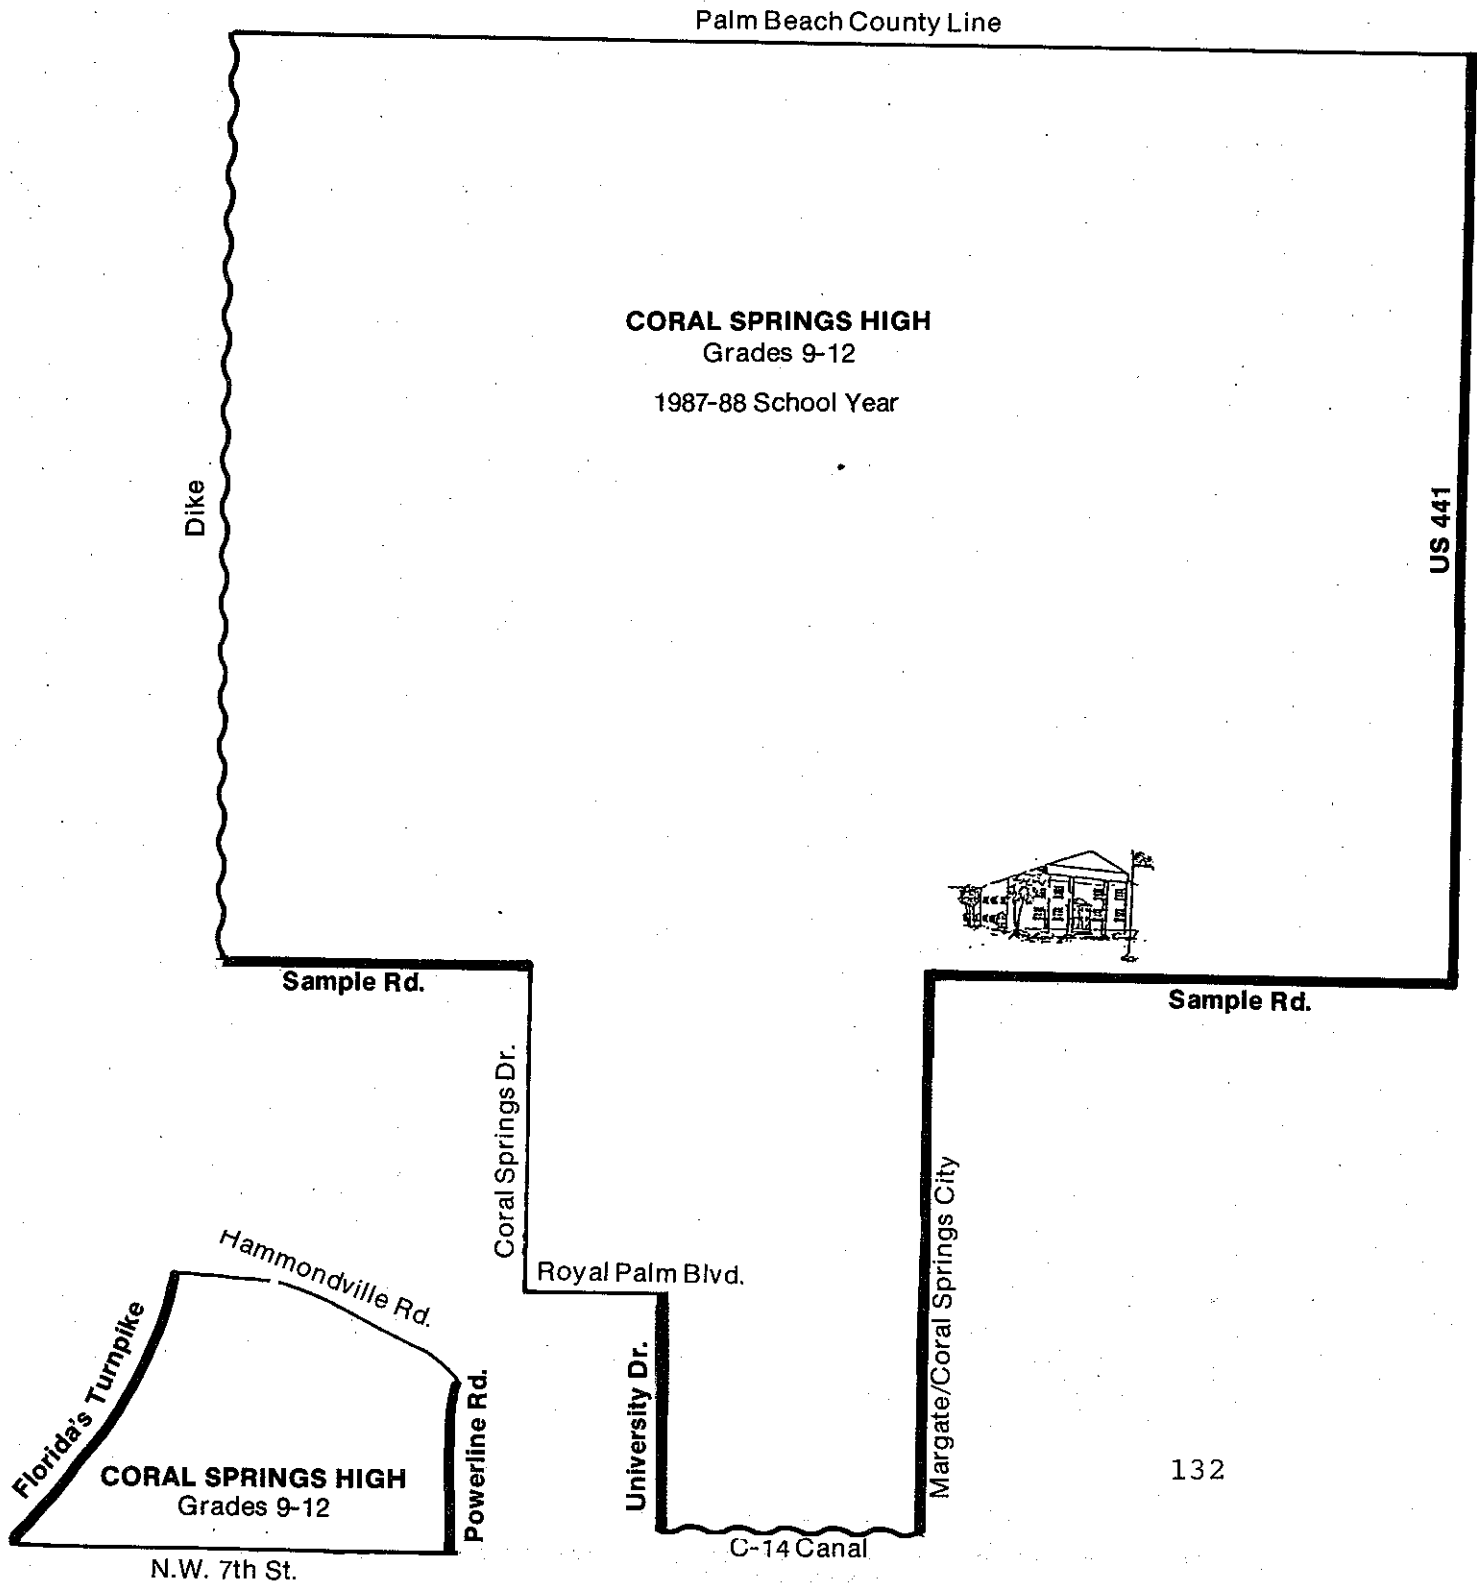 Palm Beach County Line
CORAL SPRINGS HIGH
Grades 9-12
1987-88 School Year
Dike
US 441
Sample Rd.
Sample Rd.
Coral Springs Dr.
Royal Palm Blvd.
University Dr.
Margate/Coral Springs City
C-14 Canal
Hammondville Rd.
Florida's Turnpike
Powerline Rd.
CORAL SPRINGS HIGH
Grades 9-12
N.W. 7th St.
132